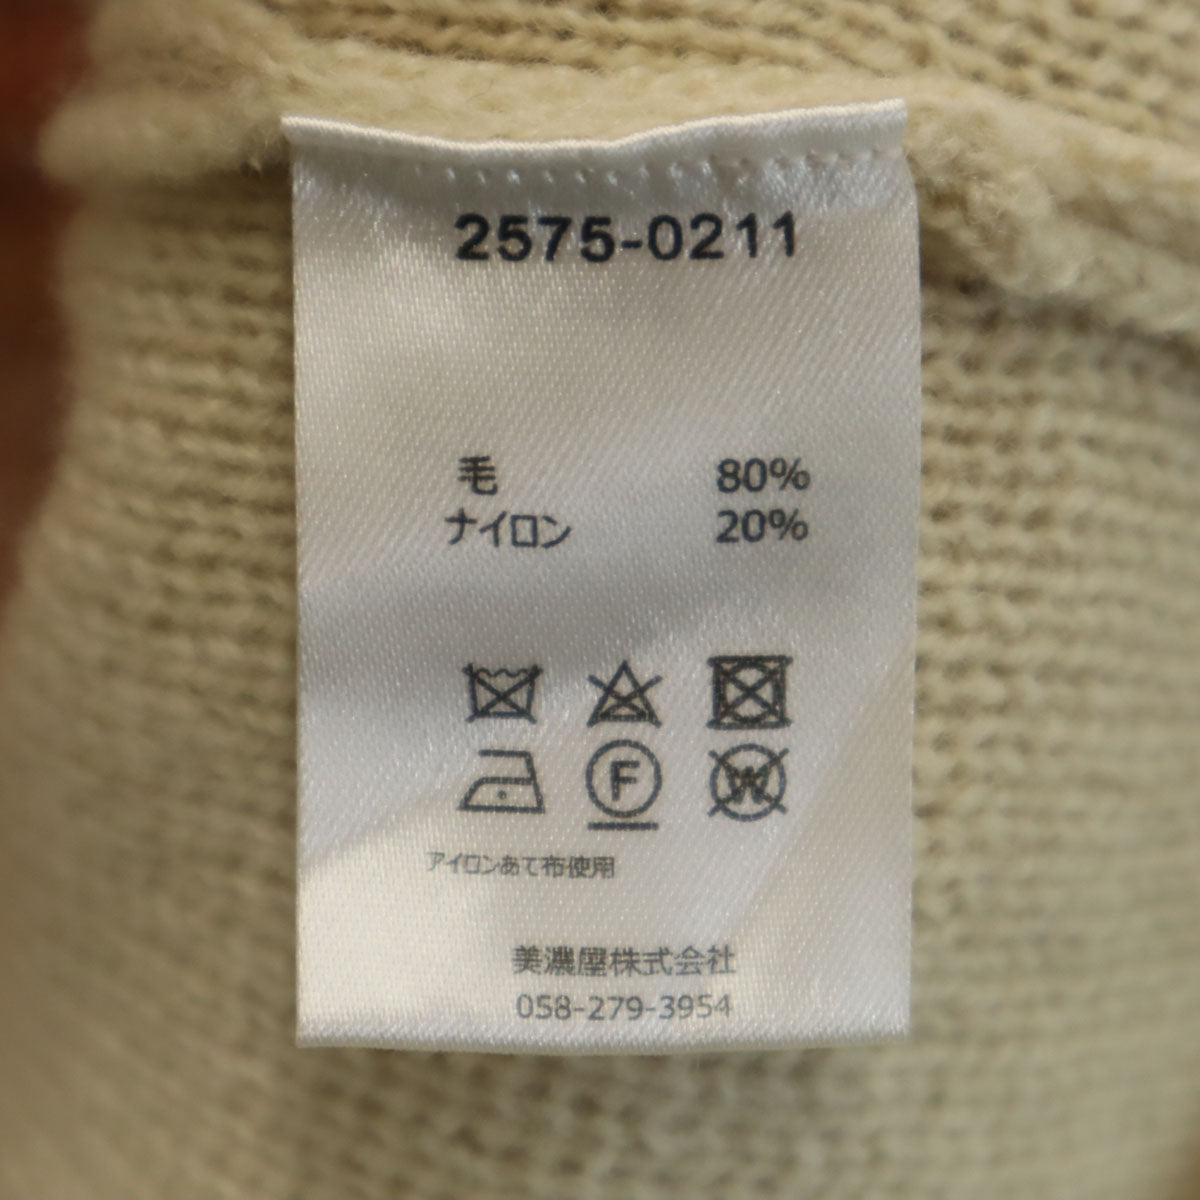 2575-0211
毛 80%
ナイロン 20%
F W
アイロンあて布使用
美濃屋株式会社
058-279-3954